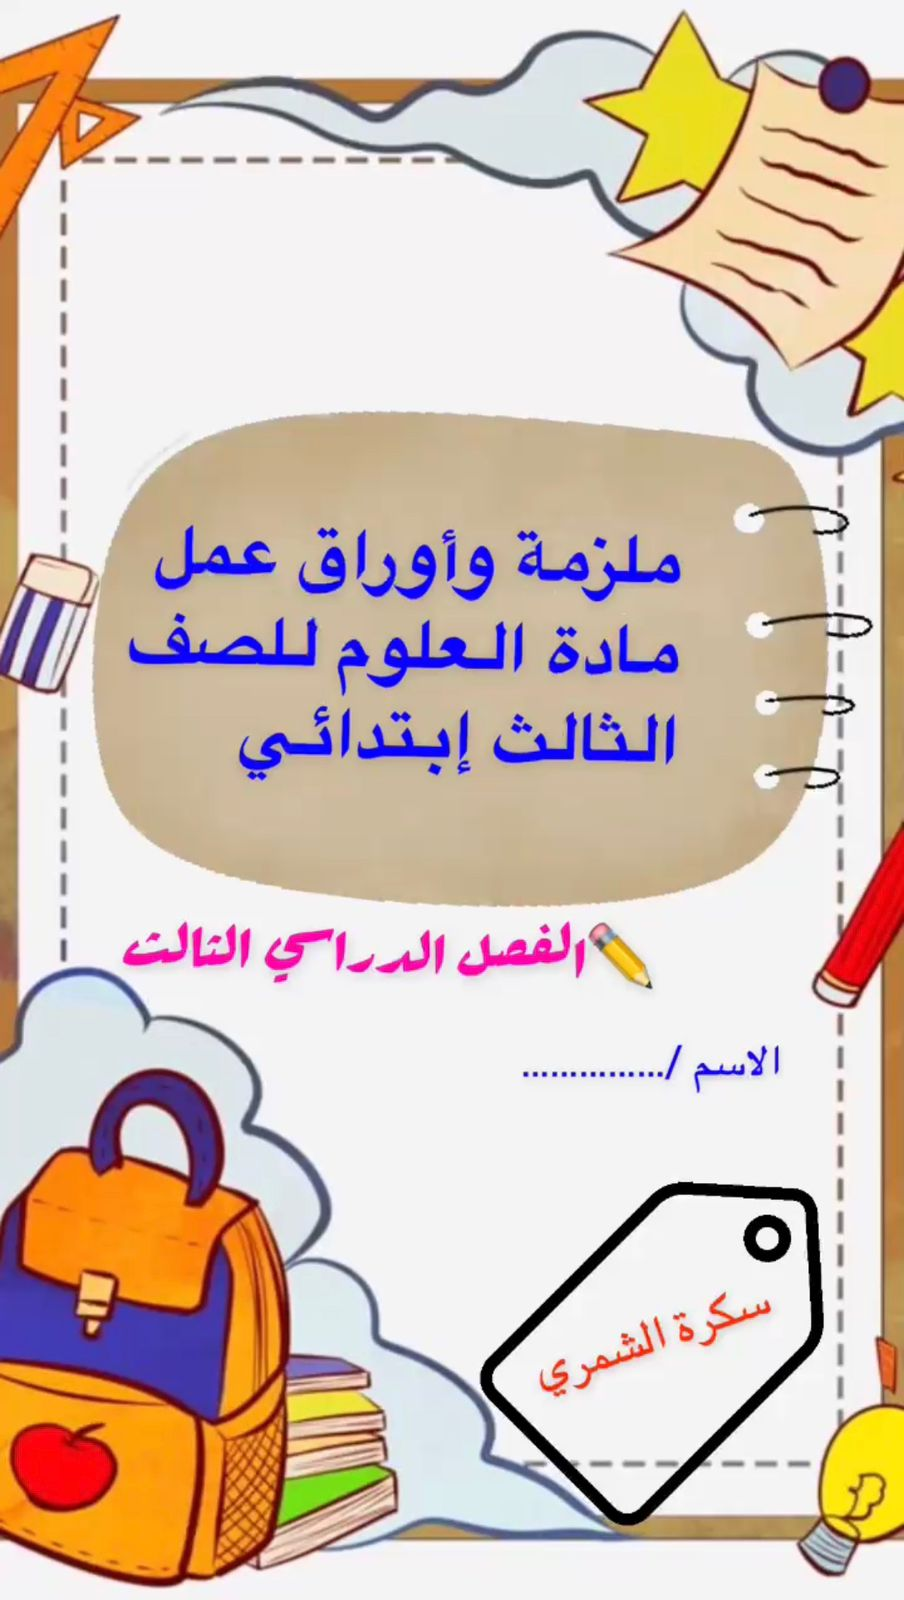 ملزمة وأوراق عمل
مادة العلوم للصف
الثالث إبتدائي
✏️الفصل الدراسي الثالث
الاسم /...............
سكرة الشمري